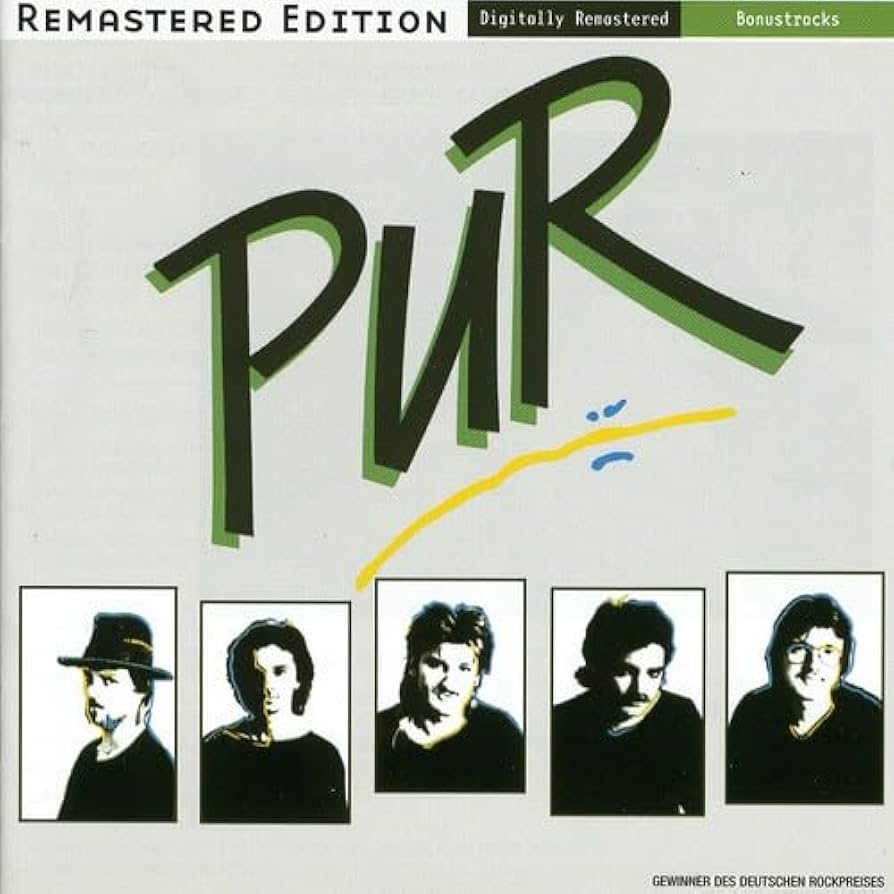 REMASTERED EDITION
Digitally Remastered
Bonustracks
PUR
GEWINNER DES DEUTSCHEN ROCKPREISES